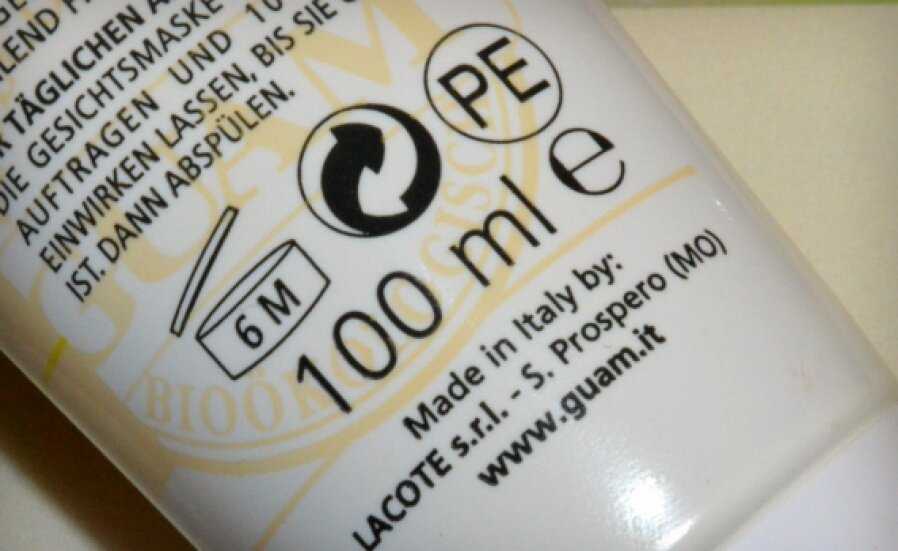 TÄGLICHEN
DIE GESICHTSMASKE
AUFTRAGEN UND 10
EINWIRKEN LASSEN, BIS SIE
IST. DANN ABSPÜLEN.
GUAM
PE
6 M
100 ml e
Made in Italy by:
LACOTE s.r.l. - S. Prospero (MO)
www.guam.it